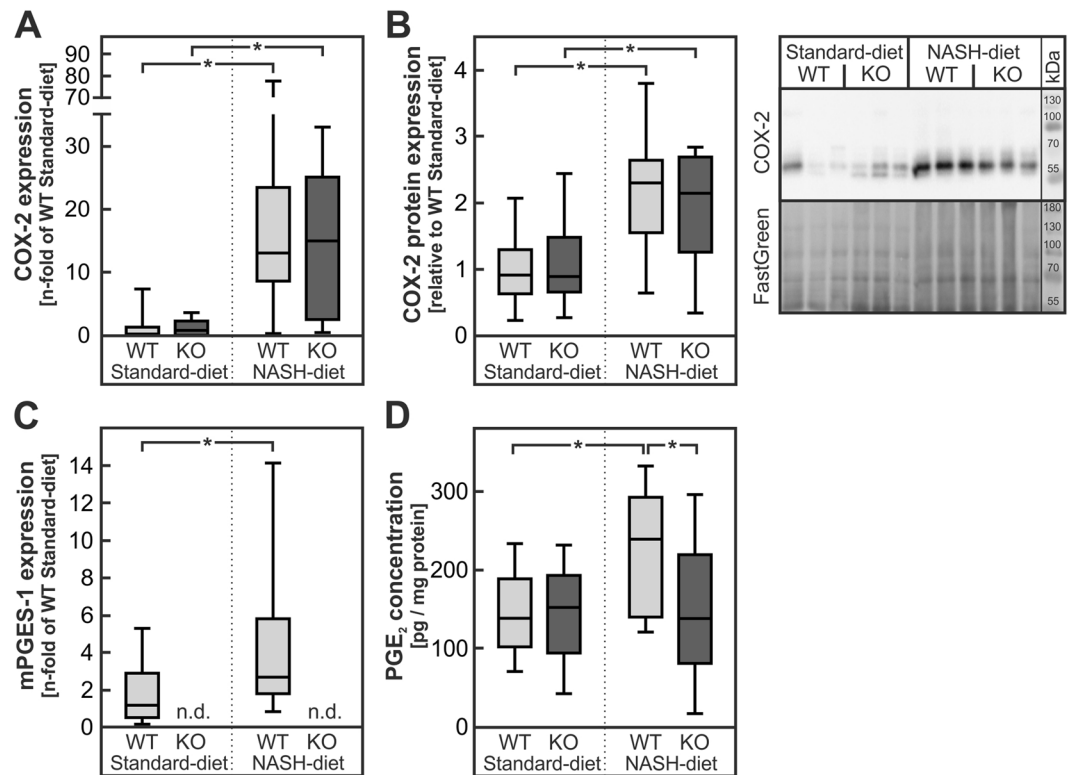 A
COX-2 expression
[n-fold of WT Standard-diet]
90
80
70
30
20
10
0
*
*
WT KO WT KO
Standard-diet NASH-diet
B
COX-2 protein expression
[relative to WT Standard-diet]
4
3
2
1
0
*
*
WT KO WT KO
Standard-diet NASH-diet
Standard-diet NASH-diet kDa
WT KO WT KO
COX-2
130
100
70
55
FastGreen
180
130
100
70
55
C
mPGES-1 expression
[n-fold of WT Standard-diet]
14
12
10
8
6
4
2
0
*
n.d. n.d.
WT KO WT KO
Standard-diet NASH-diet
D
PGE₂ concentration
[pg / mg protein]
300
200
100
0
* *
WT KO WT KO
Standard-diet NASH-diet